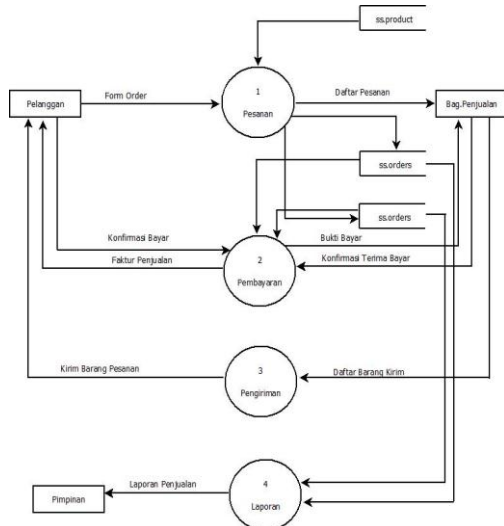 ss.product
1
Pelanggan
Form Order
Pesanan
Daftar Pesanan
Bag.Penjualan
ss.orders
ss.orders
Konfirmasi Bayar
Bukti Bayar
Faktur Penjualan
2
Pembayaran
Konfirmasi Terima Bayar
Kirim Barang Pesanan
3
Pengiriman
Daftar Barang Kirim
Pimpinan
Laporan Penjualan
4
Laporan